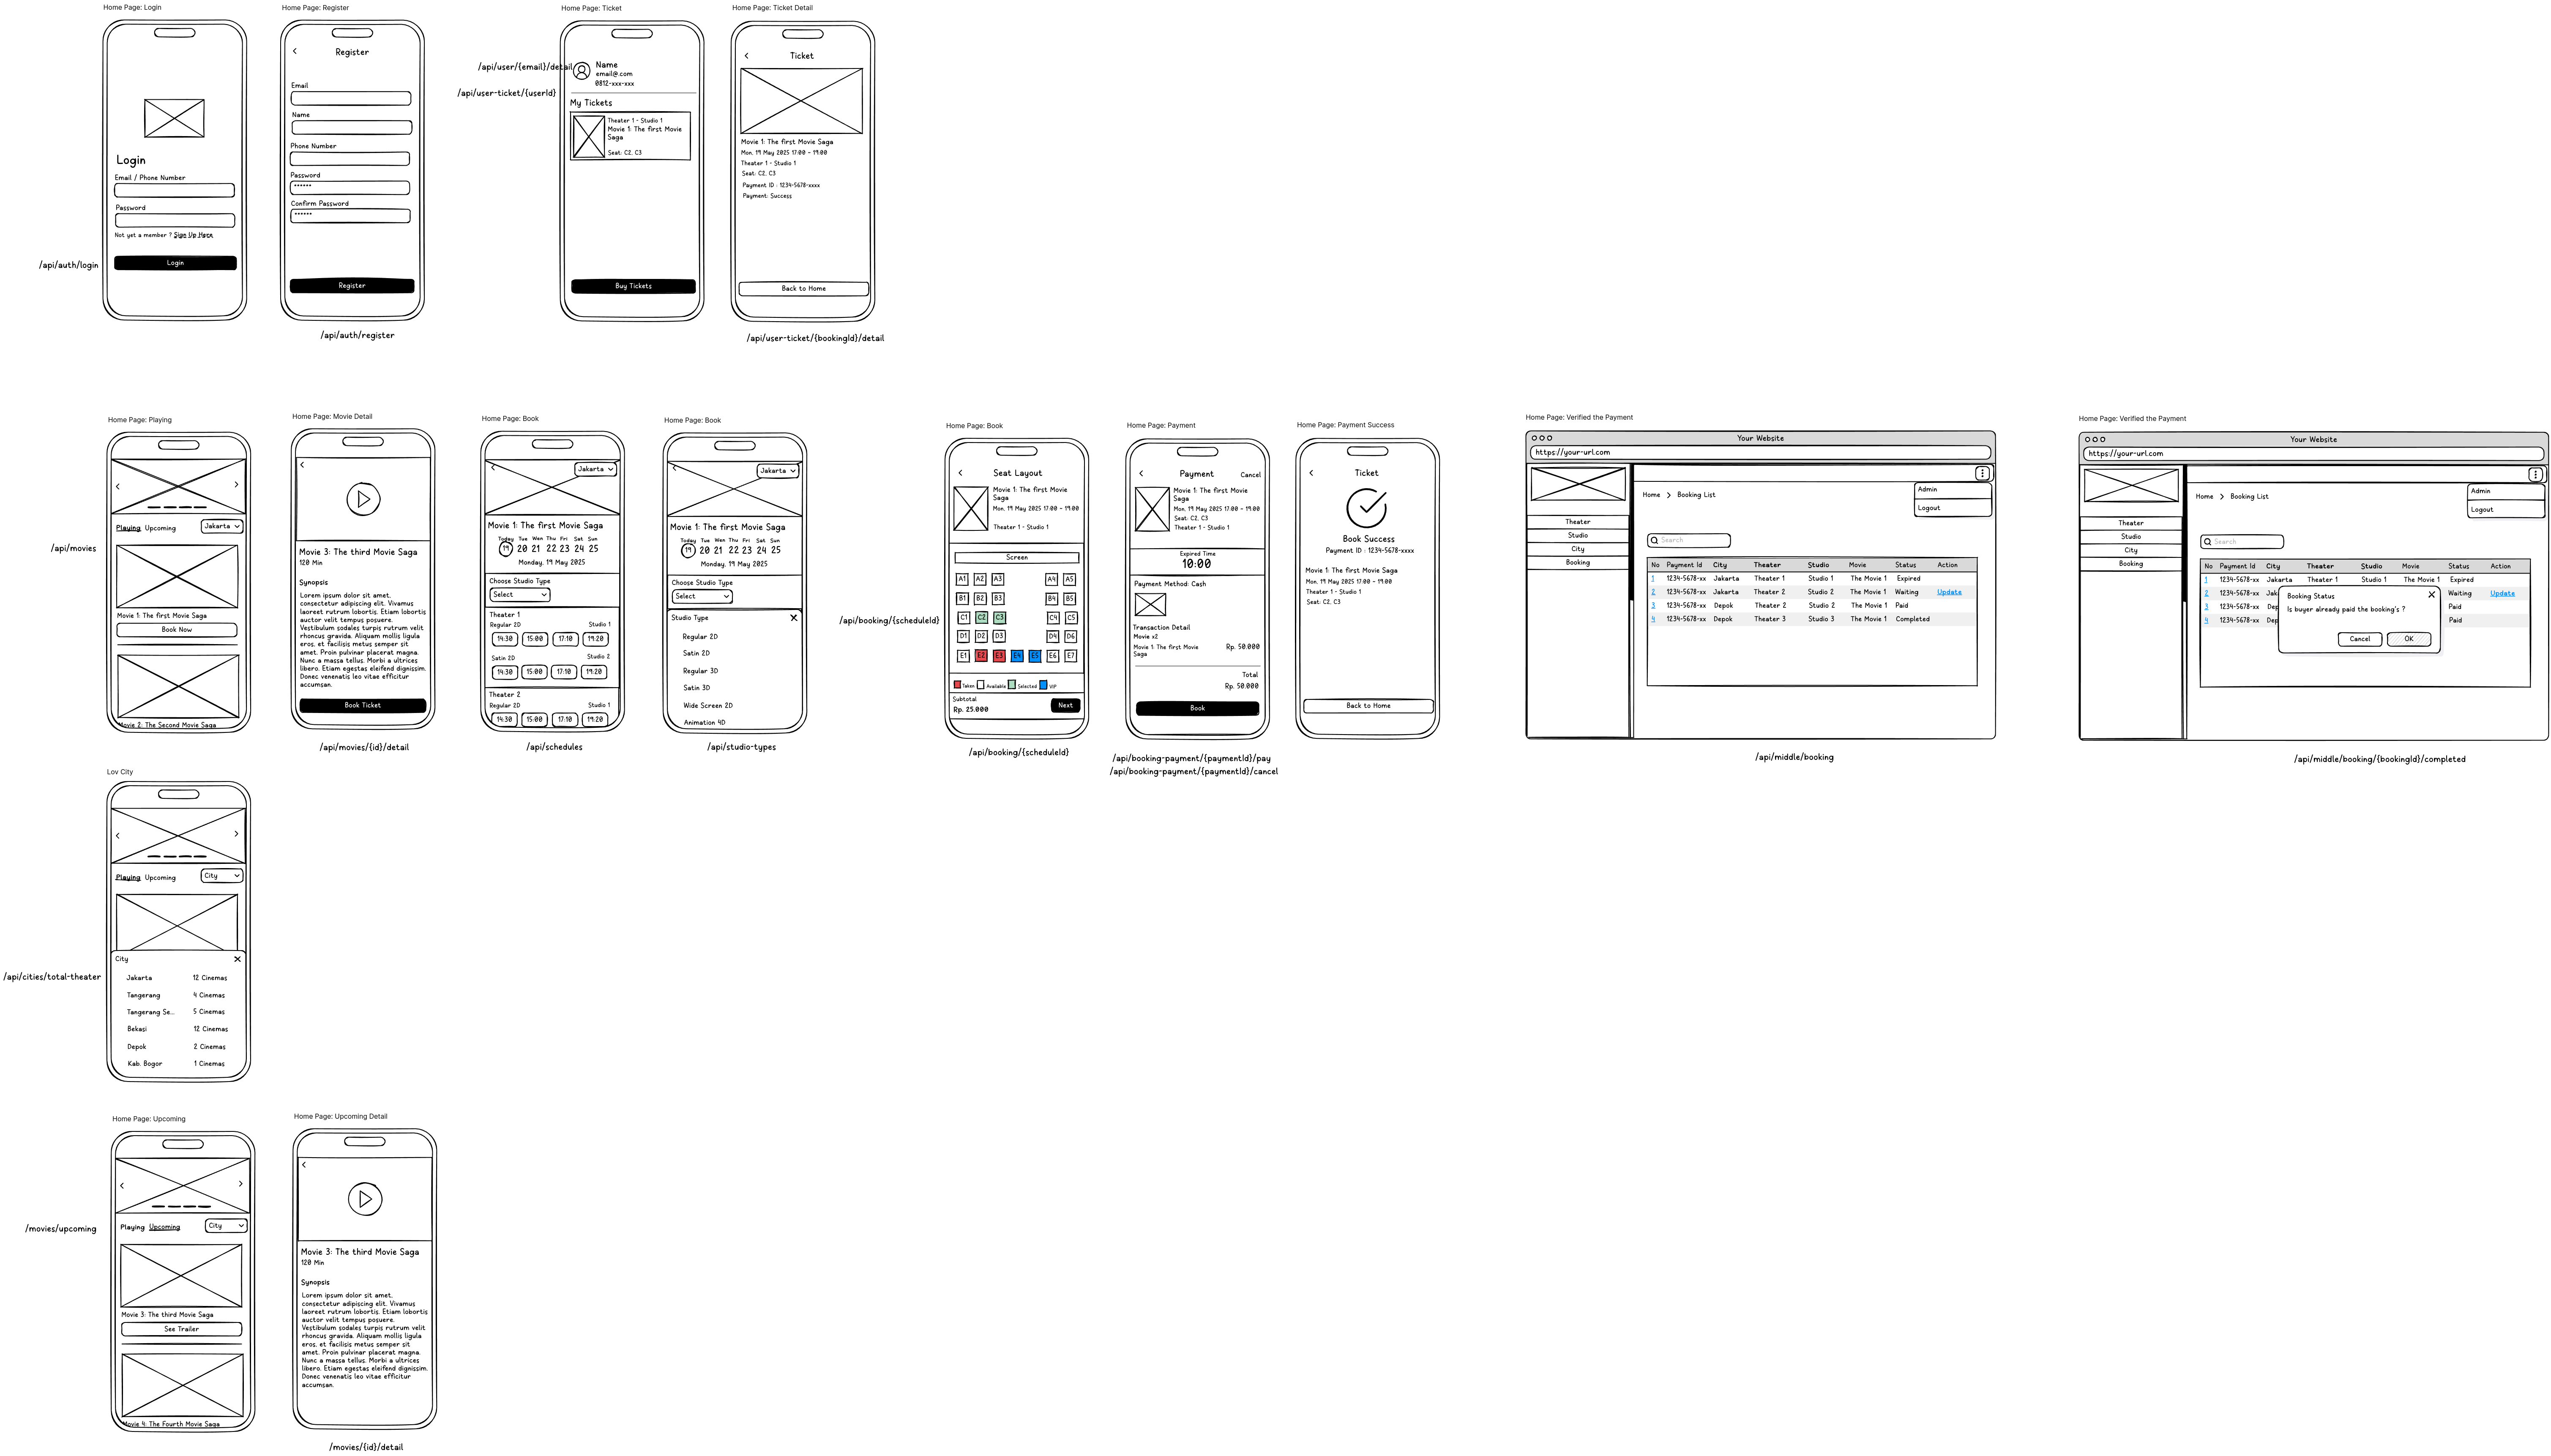 Home Page: Login
Login
Email / Phone Number
Password
Not yet a member ? Sign Up Here
Login
/api/auth/login
Home Page: Register
Register
Email
Name
Phone Number
Password
******
Confirm Password
******
Register
/api/auth/register
Home Page: Ticket
/api/user/{email}/detail
/api/user-ticket/{userId}
Name
email@.com
0812-xxx-xxx
My Tickets
Theater 1 - Studio 1
Movie 1: The first Movie
Saga
Seat: C2, C3
Buy Tickets
Home Page: Ticket Detail
Ticket
Movie 1: The first Movie Saga
Mon, 19 May 2025 17:00 - 19:00
Theater 1 - Studio 1
Seat: C2, C3
Payment ID : 1234-5678-xxxx
Payment: Success
Back to Home
/api/user-ticket/{bookingId}/detail
Home Page: Playing
Playing Upcoming
Jakarta
/api/movies
Movie 1: The first Movie Saga
Book Now
Movie 2: The Second Movie Saga
Home Page: Movie Detail
Movie 3: The third Movie Saga
120 Min
Synopsis
Lorem ipsum dolor sit amet,
consectetur adipiscing elit. Vivamus
laoreet rutrum lobortis. Etiam lobortis
auctor velit tempus posuere.
Vestibulum sodales turpis rutrum velit
rhoncus gravida. Aliquam mollis ligula
eros, et facilisis metus semper sit
amet. Proin pulvinar placerat magna.
Nunc a massa tellus. Morbi a ultrices
libero. Etiam egestas eleifend dignissim.
Donec venenatis leo vitae efficitur
accumsan.
Book Ticket
/api/movies/{id}/detail
Home Page: Book
Jakarta
Movie 1: The first Movie Saga
Today Tue Wen Thu Fri Sat Sun
19 20 21 22 23 24 25
Monday, 19 May 2025
Choose Studio Type
Select
Theater 1
Regular 2D Studio 1
14:30 15:00 17:10 19:20
Satin 2D Studio 2
14:30 15:00 17:10 19:20
Theater 2
Regular 2D Studio 1
14:30 15:00 17:10 19:20
/api/schedules
Home Page: Book
Jakarta
Movie 1: The first Movie Saga
Today Tue Wen Thu Fri Sat Sun
19 20 21 22 23 24 25
Monday, 19 May 2025
Choose Studio Type
Select
Studio Type
Regular 2D
Satin 2D
Regular 3D
Satin 3D
Wide Screen 2D
Animation 4D
/api/studio-types
Home Page: Book
Seat Layout
Movie 1: The first Movie
Saga
Mon, 19 May 2025 17:00 - 19:00
Theater 1 - Studio 1
Screen
A1 A2 A3 A4 A5
B1 B2 B3 B4 B5
/api/booking/{scheduleId}
C1 C2 C3 C4 C5
D1 D2 D3 D4 D6
E1 E2 E3 E4 E5 E6 E7
Taken Available Selected VIP
Subtotal
Rp. 25.000
Next
/api/booking/{scheduleId}
Home Page: Payment
Payment Cancel
Movie 1: The first Movie
Saga
Mon, 19 May 2025 17:00 - 19:00
Seat: C2, C3
Theater 1 - Studio 1
Expired Time
10:00
Payment Method: Cash
Transaction Detail
Movie x2
Movie 1: The first Movie
Saga
Rp. 50.000
Total
Rp. 50.000
Book
/api/booking-payment/{paymentId}/pay
/api/booking-payment/{paymentId}/cancel
Home Page: Payment Success
Ticket
Book Success
Payment ID : 1234-5678-xxxx
Movie 1: The first Movie Saga
Mon, 19 May 2025 17:00 - 19:00
Theater 1 - Studio 1
Seat: C2, C3
Back to Home
Home Page: Verified the Payment
Your Website
https://your-url.com
Home > Booking List
Admin
Logout
Theater
Studio
City
Booking
Search
No Payment Id City Theater Studio Movie Status Action
1 1234-5678-xx Jakarta Theater 1 Studio 1 The Movie 1 Expired
2 1234-5678-xx Jakarta Theater 2 Studio 2 The Movie 1 Waiting Update
3 1234-5678-xx Depok Theater 2 Studio 2 The Movie 1 Paid
4 1234-5678-xx Depok Theater 3 Studio 3 The Movie 1 Completed
/api/middle/booking
Home Page: Verified the Payment
Your Website
https://your-url.com
Home > Booking List
Admin
Logout
Theater
Studio
City
Booking
Search
No Payment Id City Theater Studio Movie Status Action
1 1234-5678-xx Jakarta Theater 1 Studio 1 The Movie 1 Expired
2 1234-5678-xx Jak Waiting Update
3 1234-5678-xx Dep Paid
4 1234-5678-xx Dep Paid
Booking Status
Is buyer already paid the booking's ?
Cancel OK
/api/middle/booking/{bookingId}/completed
Lov City
Playing Upcoming
City
City
/api/cities/total-theater
Jakarta 12 Cinemas
Tangerang 4 Cinemas
Tangerang Se... 5 Cinemas
Bekasi 12 Cinemas
Depok 2 Cinemas
Kab. Bogor 1 Cinemas
Home Page: Upcoming
/movies/upcoming
Playing Upcoming
City
Movie 3: The third Movie Saga
See Trailer
Movie 4: The Fourth Movie Saga
Home Page: Upcoming Detail
Movie 3: The third Movie Saga
120 Min
Synopsis
Lorem ipsum dolor sit amet,
consectetur adipiscing elit. Vivamus
laoreet rutrum lobortis. Etiam lobortis
auctor velit tempus posuere.
Vestibulum sodales turpis rutrum velit
rhoncus gravida. Aliquam mollis ligula
eros, et facilisis metus semper sit
amet. Proin pulvinar placerat magna.
Nunc a massa tellus. Morbi a ultrices
libero. Etiam egestas eleifend dignissim.
Donec venenatis leo vitae efficitur
accumsan.
/movies/{id}/detail